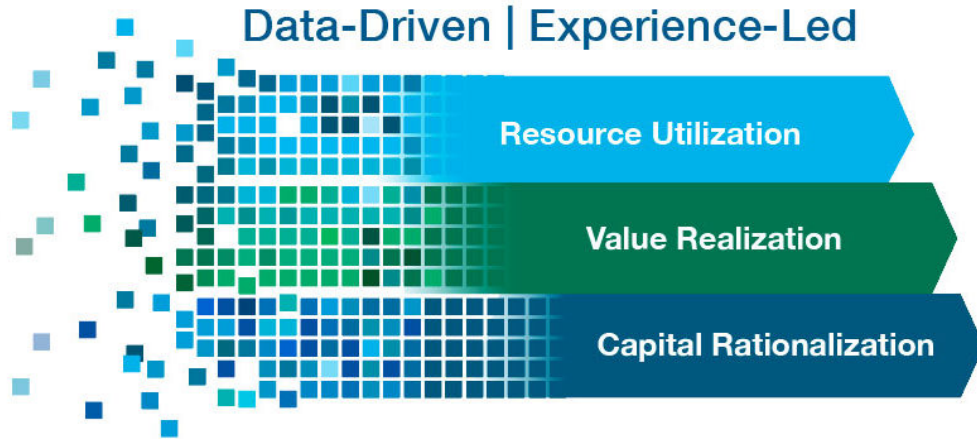 Data-Driven | Experience-Led
Resource Utilization
Value Realization
Capital Rationalization